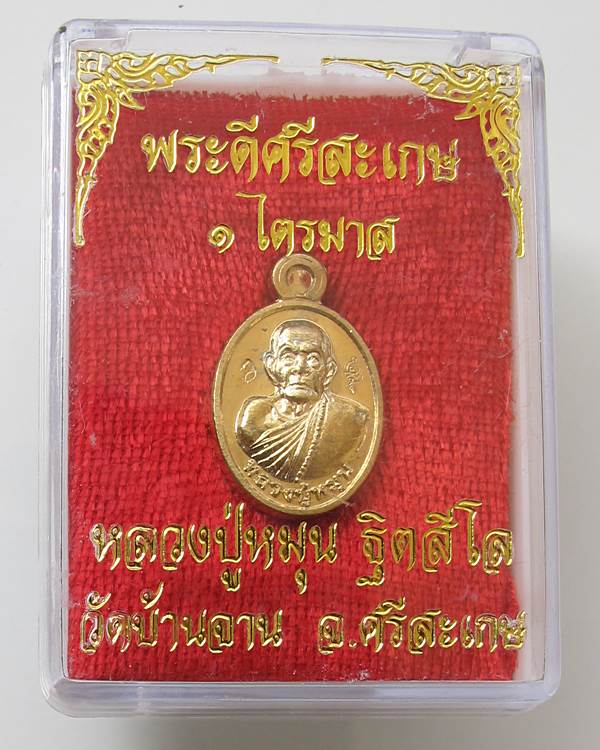 พระดีศรีสะเกษ
๑ ไตรมาส
หลวงปู่หมุน
หลวงปู่หมุน ฐิตสีโล
วัดบ้านจาน จ.ศรีสะเกษ